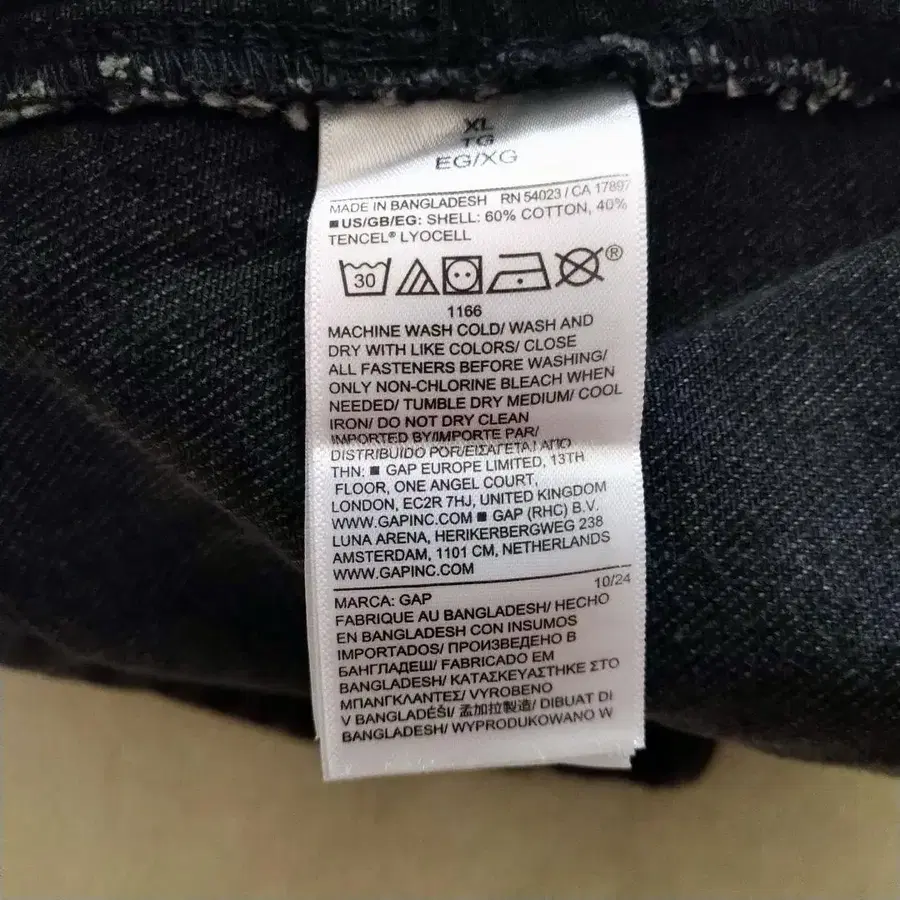 XL
TG
EG/XG
MADE IN BANGLADESH RN 54023 / CA 17897
■ US/GB/EG: SHELL: 60% COTTON, 40%
TENCEL® LYOCELL
30 ®
1166
MACHINE WASH COLD/ WASH AND
DRY WITH LIKE COLORS/ CLOSE
ALL FASTENERS BEFORE WASHING/
ONLY NON-CHLORINE BLEACH WHEN
NEEDED/ TUMBLE DRY MEDIUM/ COOL
IRON/ DO NOT DRY CLEAN
IMPORTED BY/IMPORTE PAR/
DISTRIBUIDO POR/ΕΙΣΑΓΕΤΑΙ ΑΠΟ
ΤΗΝ: ■ GAP EUROPE LIMITED, 13TH
FLOOR, ONE ANGEL COURT,
LONDON, EC2R 7HJ, UNITED KINGDOM
WWW.GAPINC.COM ■ GAP (RHC) B.V.
LUNA ARENA, HERIKERBERGWEG 238
AMSTERDAM, 1101 CM, NETHERLANDS
WWW.GAPINC.COM
10/24
MARCA: GAP
FABRIQUE AU BANGLADESH/ HECHO
EN BANGLADESH CON INSUMOS
IMPORTADOS/ ПРОИЗВЕДЕНО В
БАНГЛАДЕШ/ FABRICADO EM
BANGLADESH/ ΚΑΤΑΣΚΕΥΑΣΤΗΚΕ ΣΤΟ
ΜΠΑΝΓΚΛΑΝΤΕΣ/ VYROBENO
V BANGLADÉŠI/ 孟加拉製造/ DIBUAT DI
BANGLADESH/ WYPRODUKOWANO W